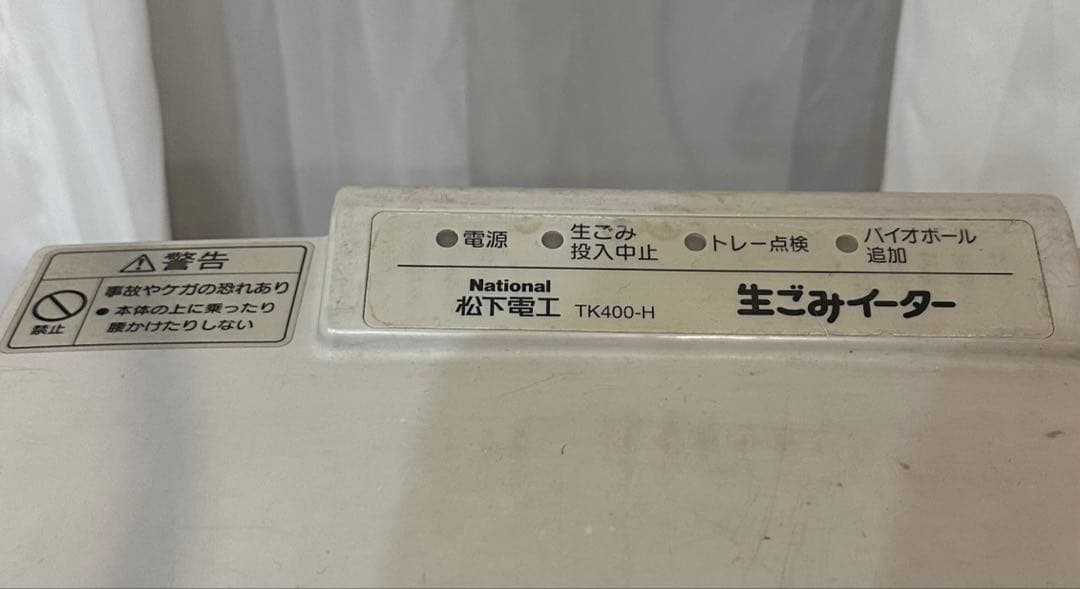 警告
禁止
事故やケガの恐れあり
●本体の上に乗ったり
腰かけたりしない
電源
生ごみ
投入中止
トレー点検
バイオボール
追加
National
松下電工 TK400-H
生ごみイーター